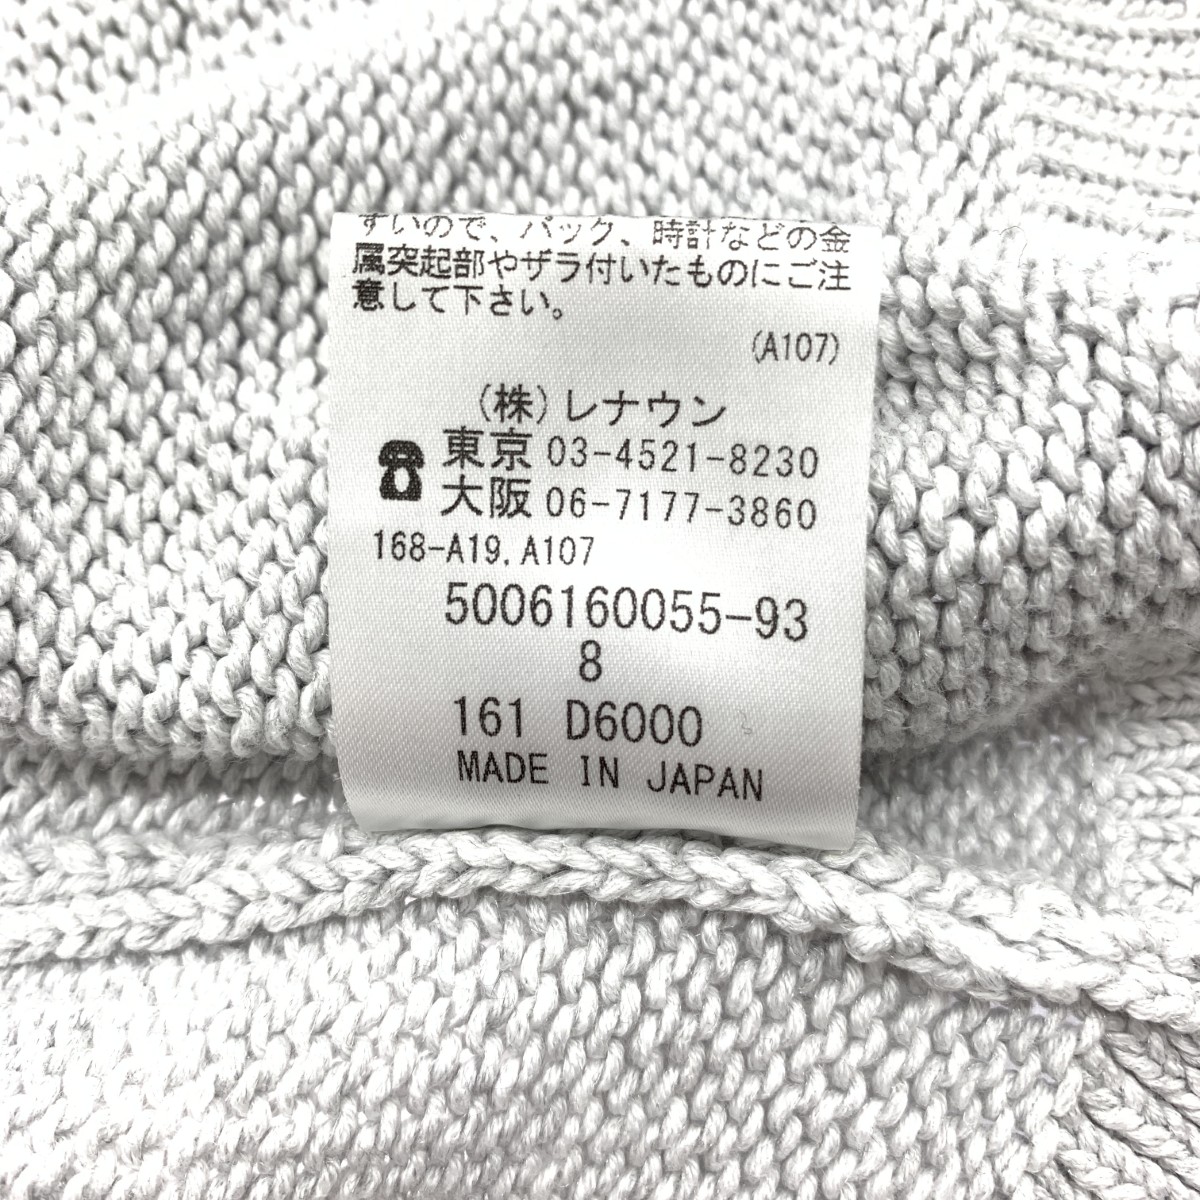 すいので、バック、時計などの金
属突起部やザラ付いたものにご注
意して下さい。
(A107)
(株)レナウン
東京 03-4521-8230
大阪 06-7177-3860
168-A19,A107
5006160055-93
8
161 D6000
MADE IN JAPAN